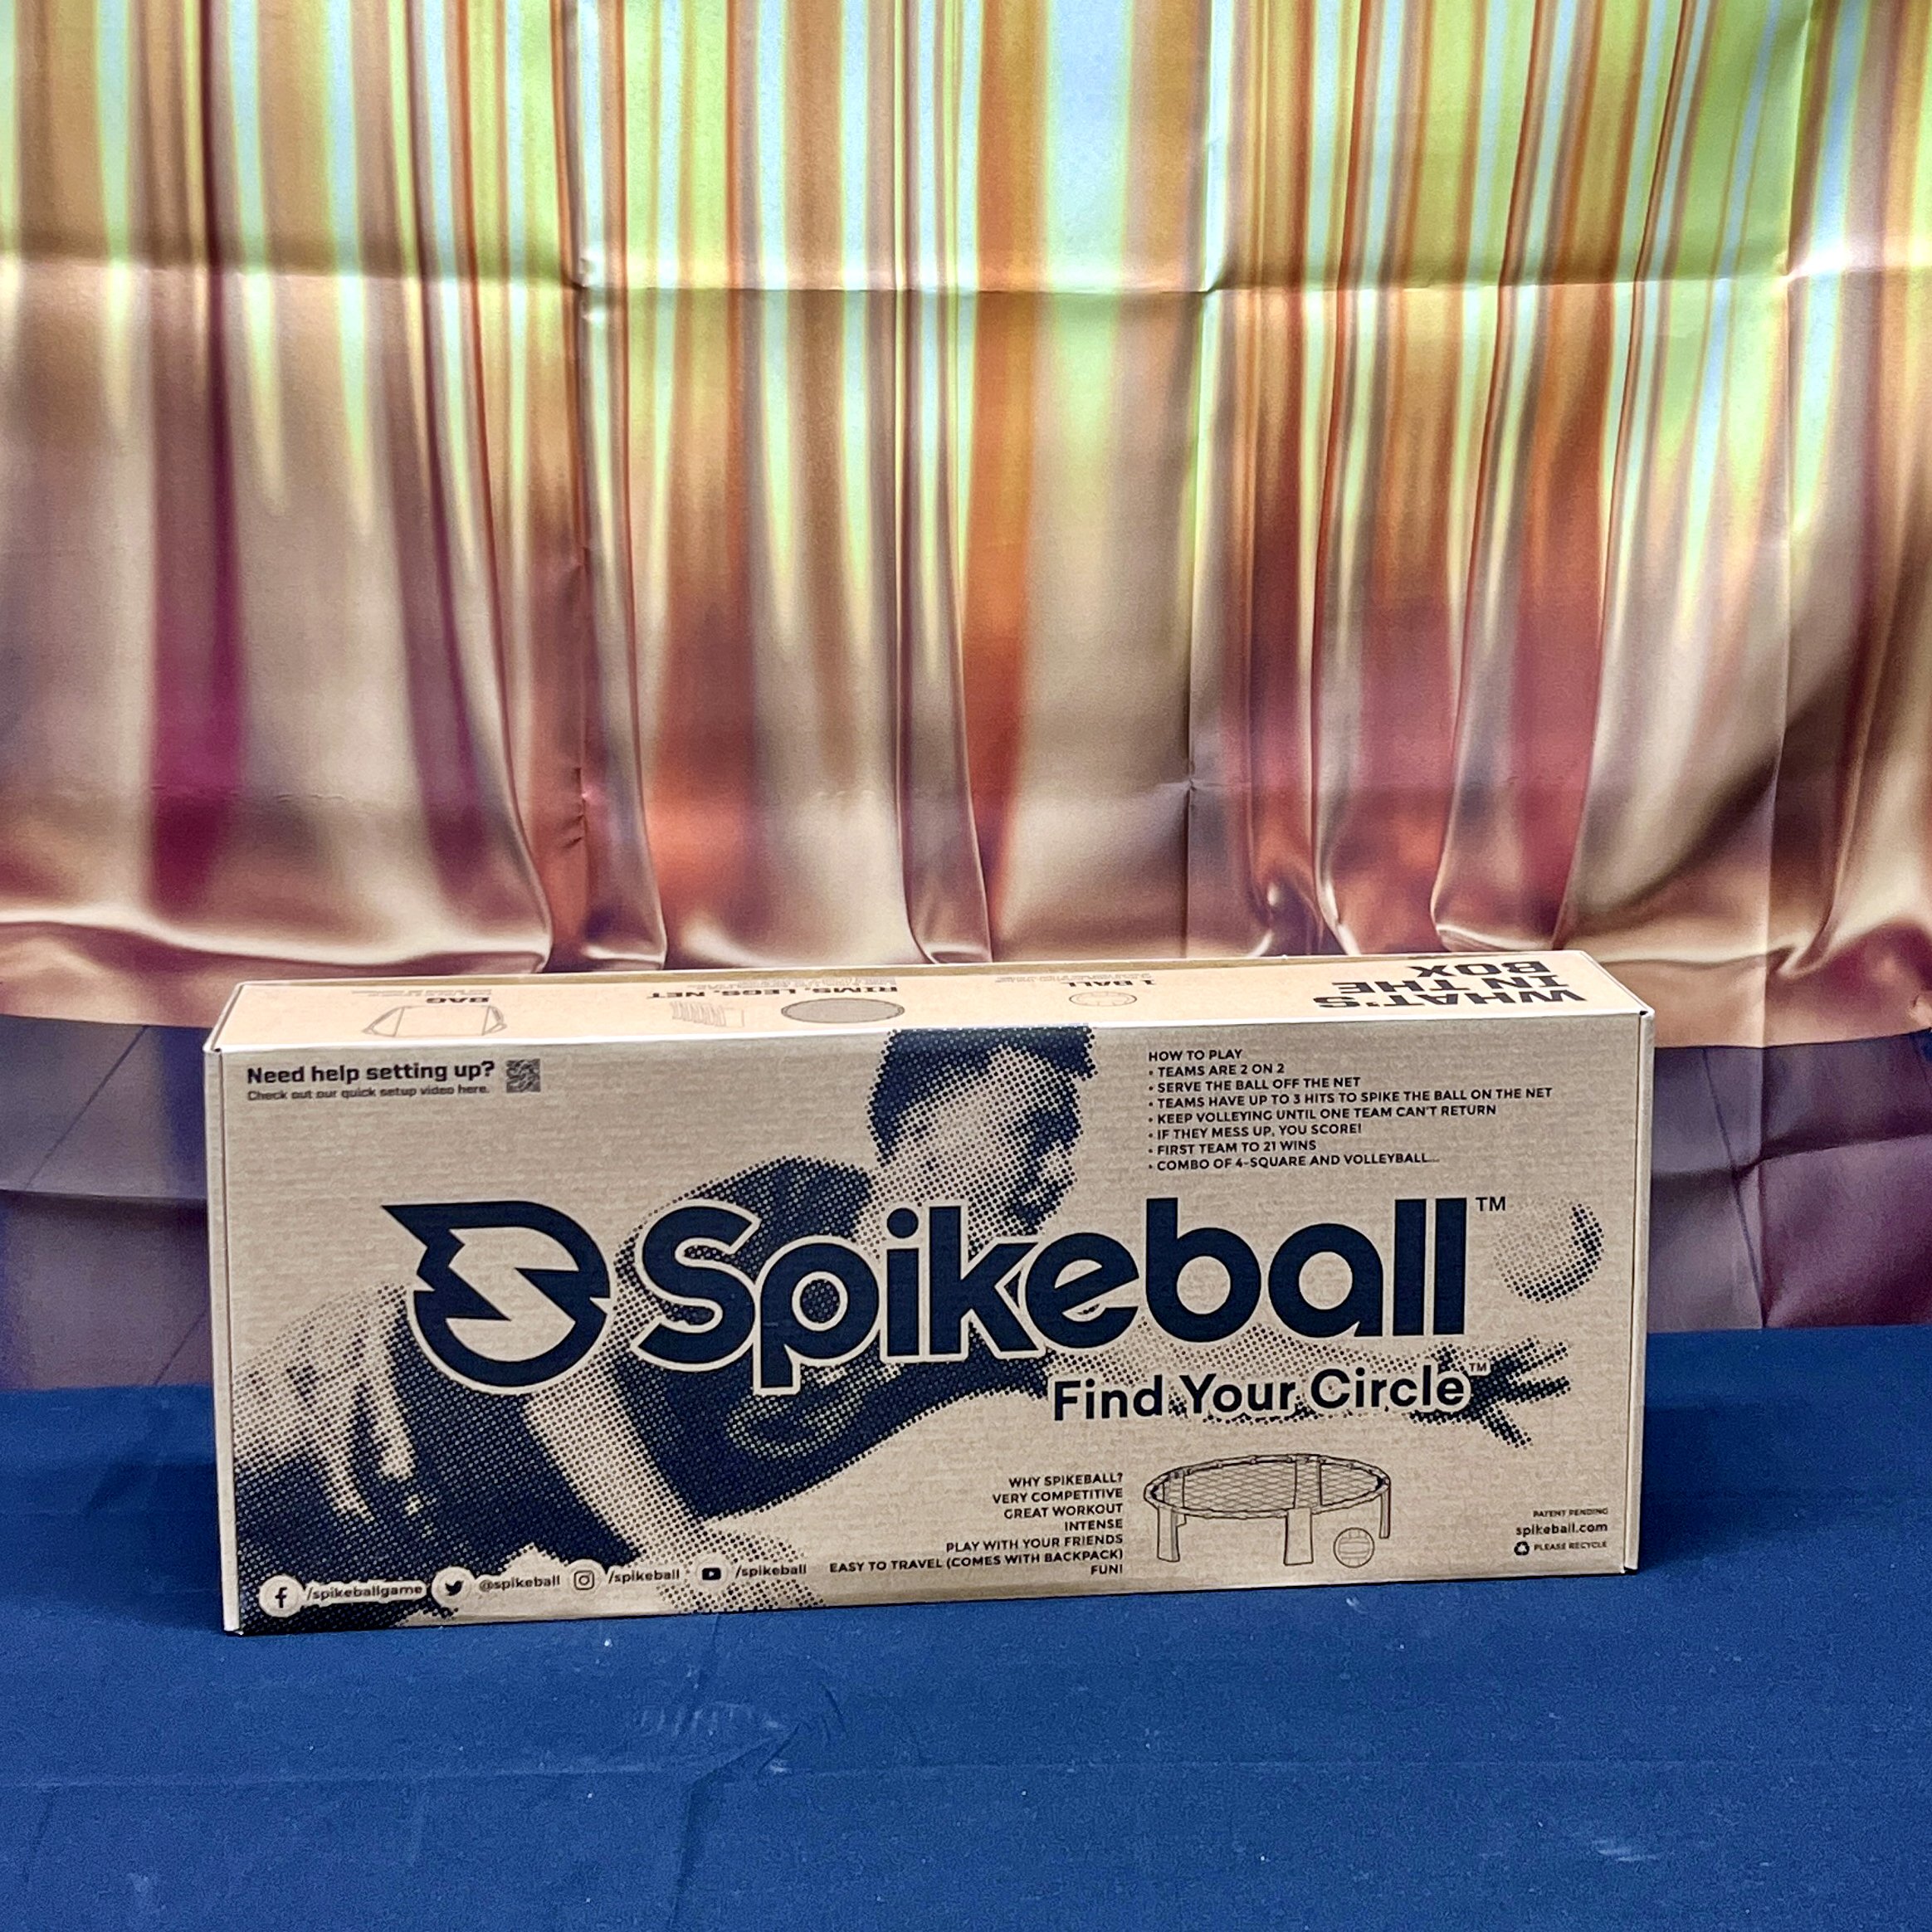 WHAT'S
IN THE
BOX
1 BALL
RIMS, LEGS, NET
BAG
Need help setting up?
Check out our quick setup video here.
HOW TO PLAY
• TEAMS ARE 2 ON 2
• SERVE THE BALL OFF THE NET
• TEAMS HAVE UP TO 3 HITS TO SPIKE THE BALL ON THE NET
• KEEP VOLLEYING UNTIL ONE TEAM CAN'T RETURN
• IF THEY MESS UP, YOU SCORE!
• FIRST TEAM TO 21 WINS
• COMBO OF 4-SQUARE AND VOLLEYBALL...
Spikeball™
Find Your Circle™
WHY SPIKEBALL?
VERY COMPETITIVE
GREAT WORKOUT
INTENSE
PLAY WITH YOUR FRIENDS
EASY TO TRAVEL (COMES WITH BACKPACK)
FUN!
/spikeballgame @spikeball /spikeball /spikeball
PATENT PENDING
spikeball.com
PLEASE RECYCLE